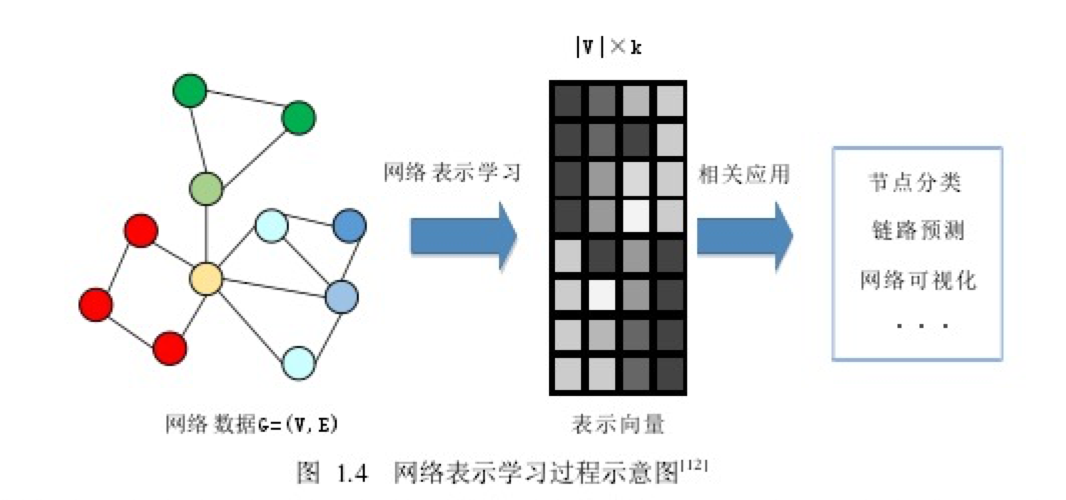 |V|×k
网络表示学习
相关应用
节点分类
链路预测
网络可视化
...
网络数据G=(V,E)
表示向量
图 1.4 网络表示学习过程示意图[12]